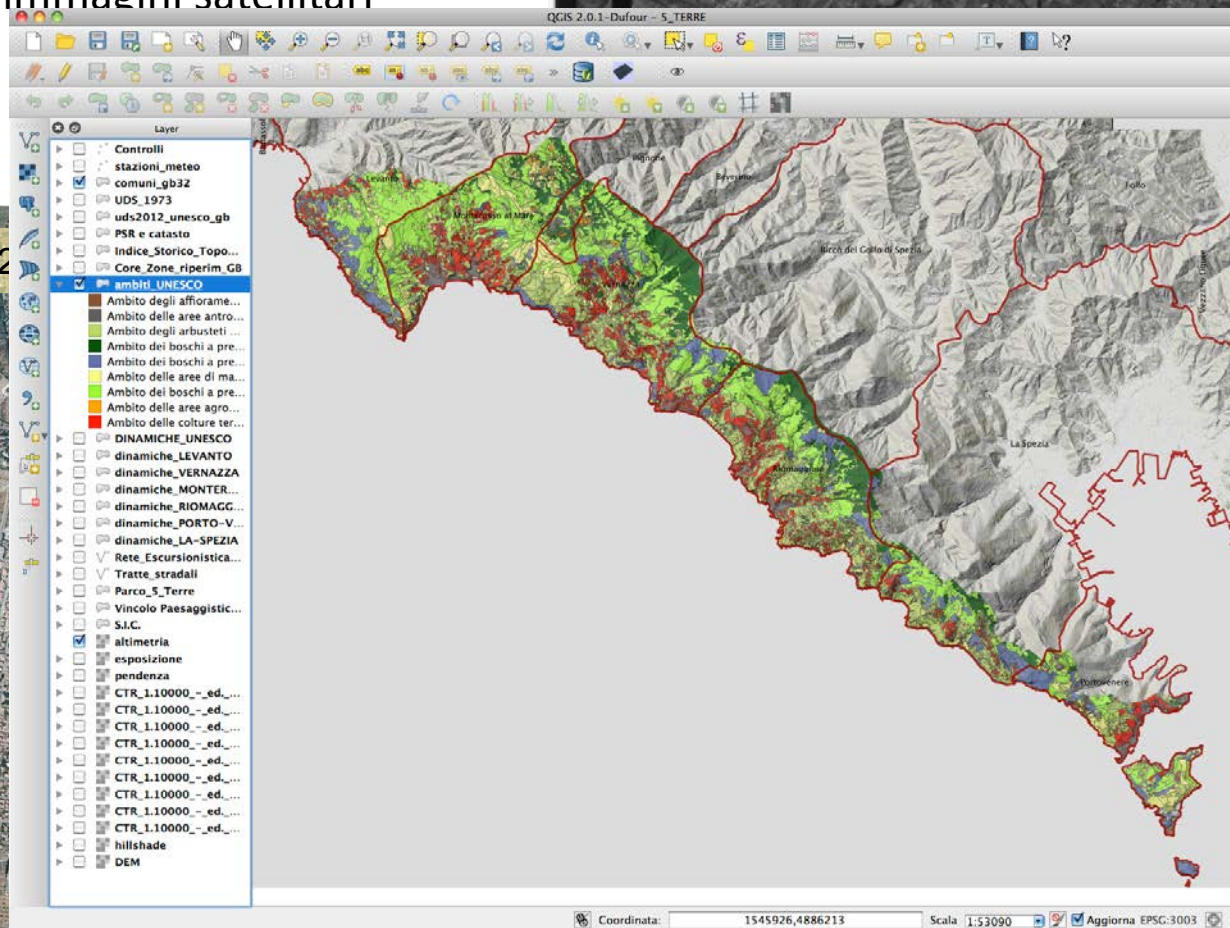 immagini satellitari
QGIS 2.0.1-Dufour - 5_TERRE
Layer
Controlli
stazioni_meteo
comuni_gb32
UDS_1973
uds2012_unesco_gb
PSR e catasto
Indice_Storico_Topo...
Core_Zone_riperim_GB
ambiti_UNESCO
Ambito degli affiorame...
Ambito delle aree antro...
Ambito degli arbusteti ...
Ambito dei boschi a pre...
Ambito dei boschi a pre...
Ambito delle aree di ma...
Ambito dei boschi a pre...
Ambito delle aree agro...
Ambito delle colture ter...
DINAMICHE_UNESCO
dinamiche_LEVANTO
dinamiche_VERNAZZA
dinamiche_MONTER...
dinamiche_RIOMAGG...
dinamiche_PORTO-V...
dinamiche_LA-SPEZIA
Rete_Escursionistica...
Tratte_stradali
Parco_5_Terre
Vincolo Paesaggistic...
S.I.C.
altimetria
esposizione
pendenza
CTR_1.10000_-_ed._...
CTR_1.10000_-_ed._...
CTR_1.10000_-_ed._...
CTR_1.10000_-_ed._...
CTR_1.10000_-_ed._...
CTR_1.10000_-_ed._...
CTR_1.10000_-_ed._...
CTR_1.10000_-_ed._...
CTR_1.10000_-_ed._...
hillshade
DEM
Levanto
Monterosso al Mare
Pignone
Beverino
Follo
Riccò del Golfo di Spezia
La Spezia
Riomaggiore
Portovenere
Coordinata: 1545926,4886213 Scala 1:53090 Aggiorna EPSG:3003